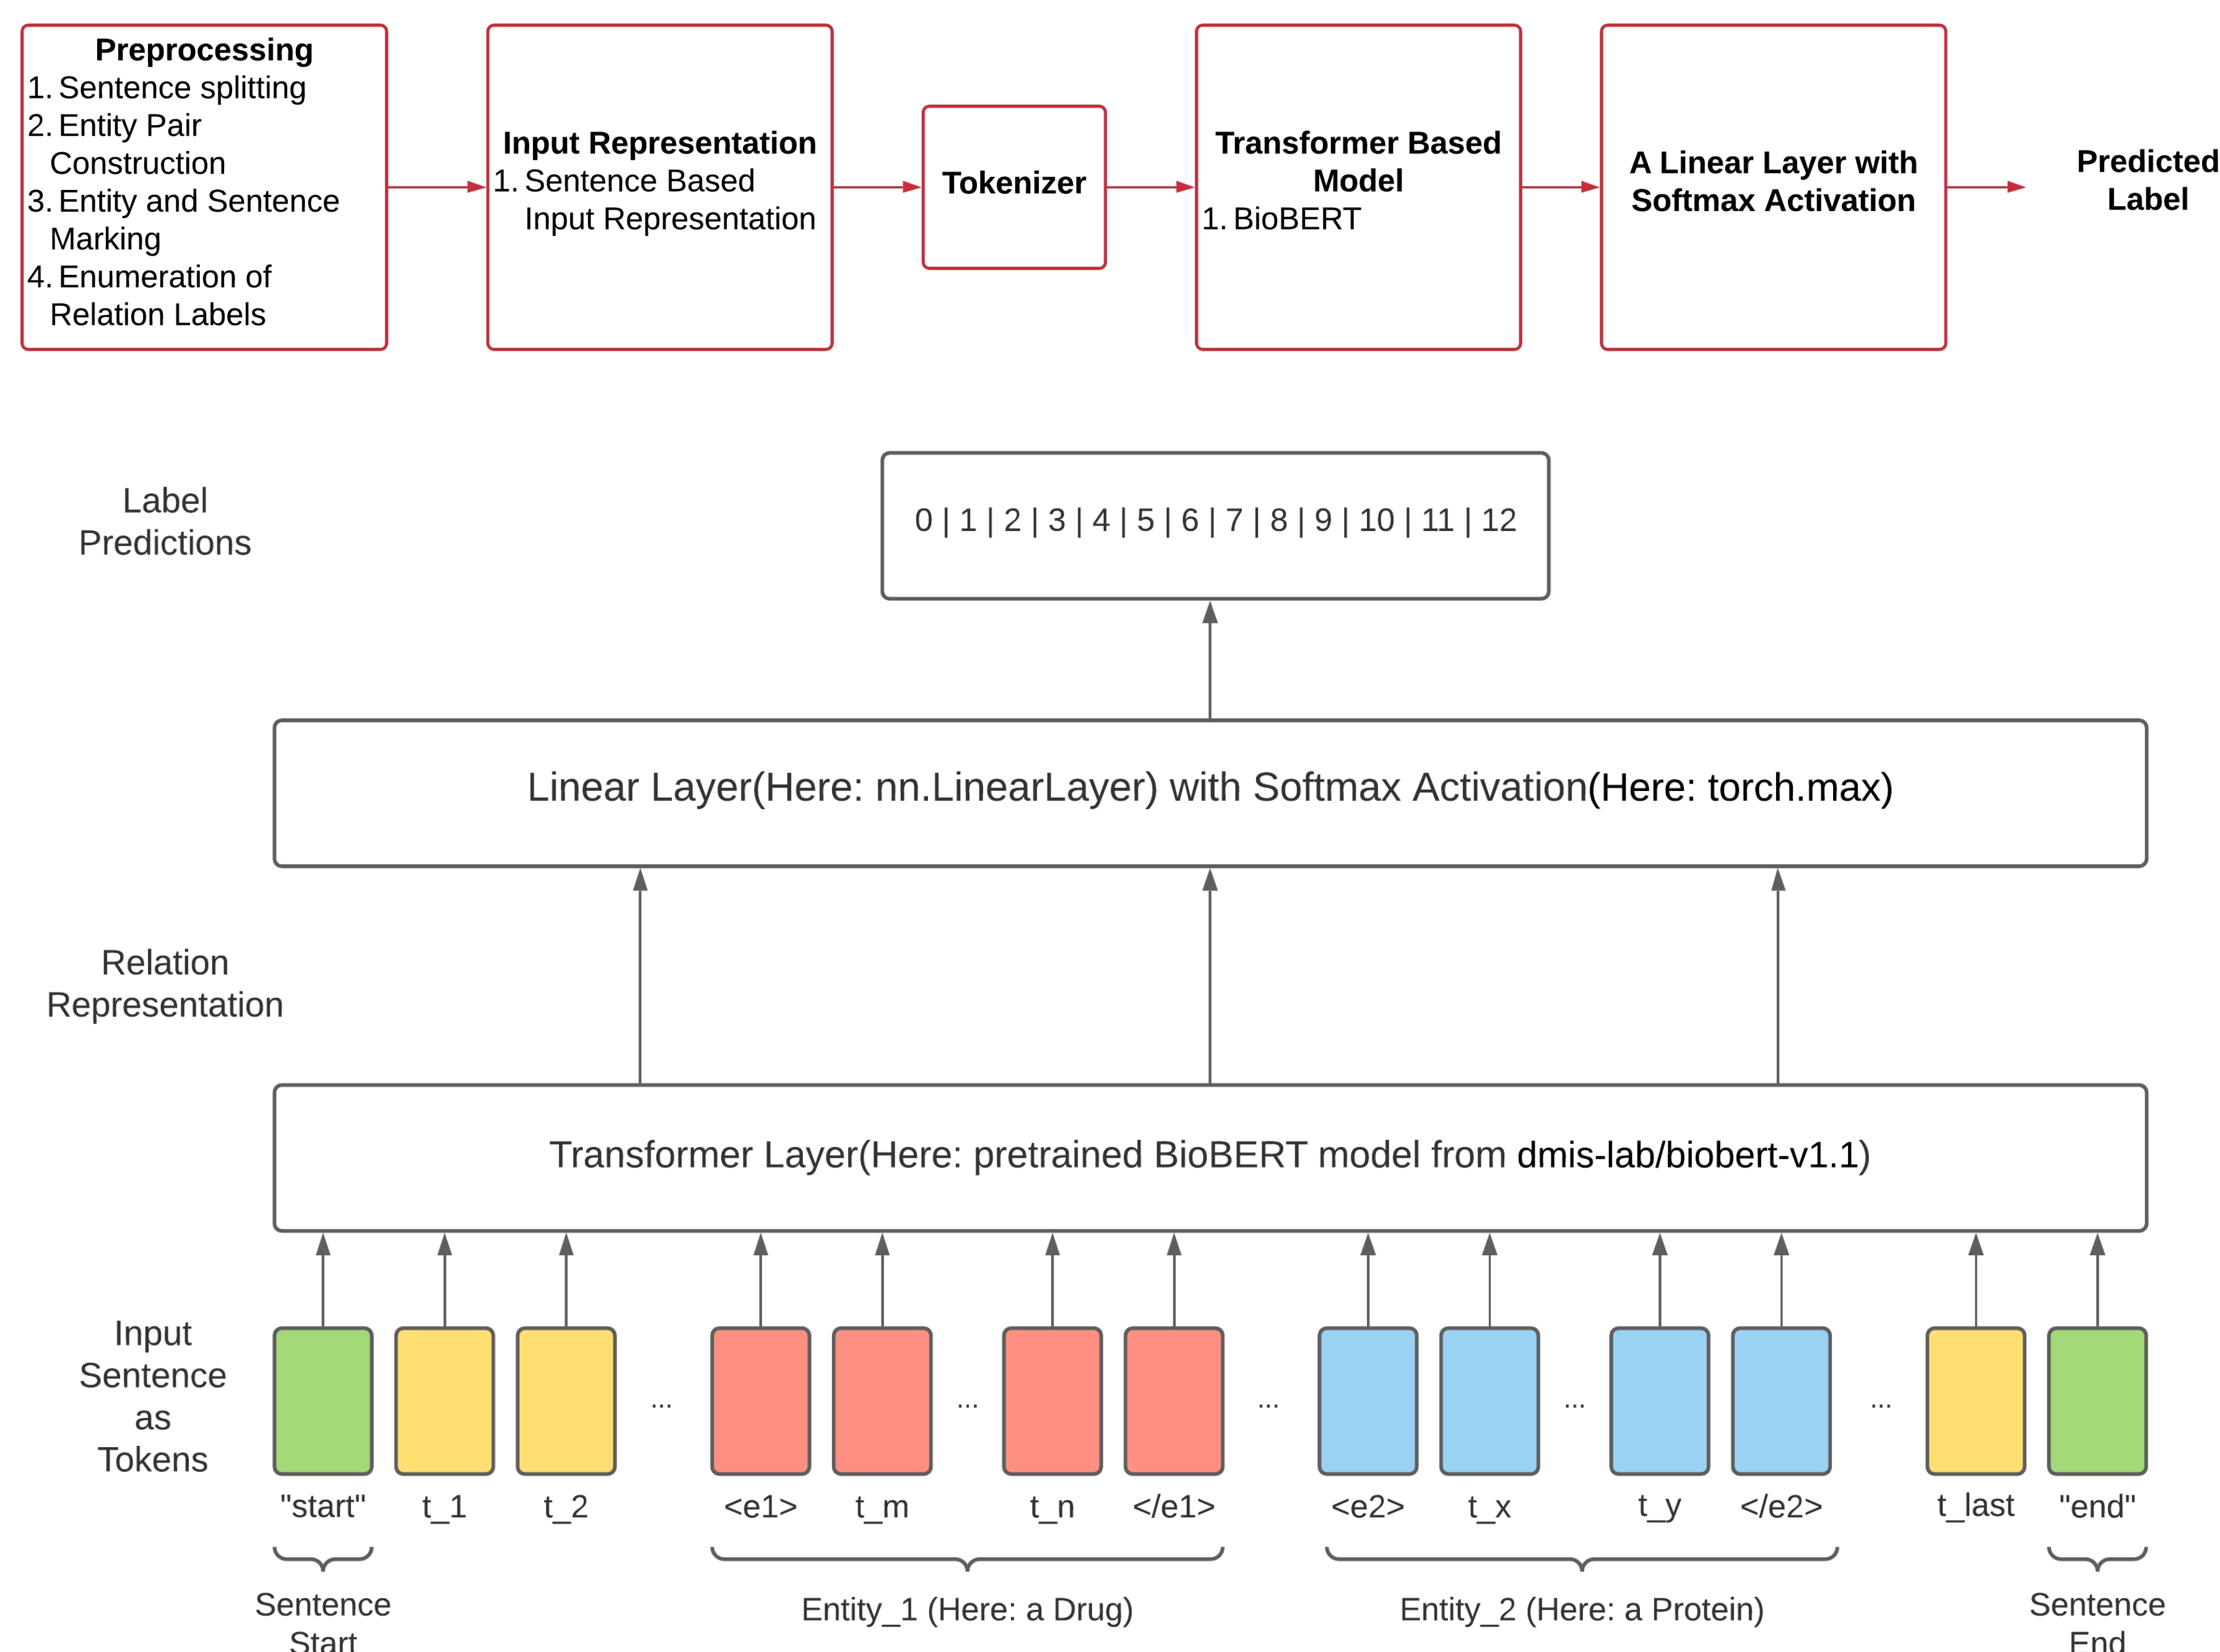 Preprocessing
1. Sentence splitting
2. Entity Pair
Construction
3. Entity and Sentence
Marking
4. Enumeration of
Relation Labels
Input Representation
1. Sentence Based
Input Representation
Tokenizer
Transformer Based
Model
1. BioBERT
A Linear Layer with
Softmax Activation
Predicted
Label
Label
Predictions
0 | 1 | 2 | 3 | 4 | 5 | 6 | 7 | 8 | 9 | 10 | 11 | 12
Linear Layer(Here: nn.LinearLayer) with Softmax Activation(Here: torch.max)
Relation
Representation
Transformer Layer(Here: pretrained BioBERT model from dmis-lab/biobert-v1.1)
Input
Sentence
as
Tokens
... ... ... ... ...
"start" t_1 t_2 <e1> t_m t_n </e1> <e2> t_x t_y </e2> t_last "end"
Sentence
Start
Entity_1 (Here: a Drug)
Entity_2 (Here: a Protein)
Sentence
End